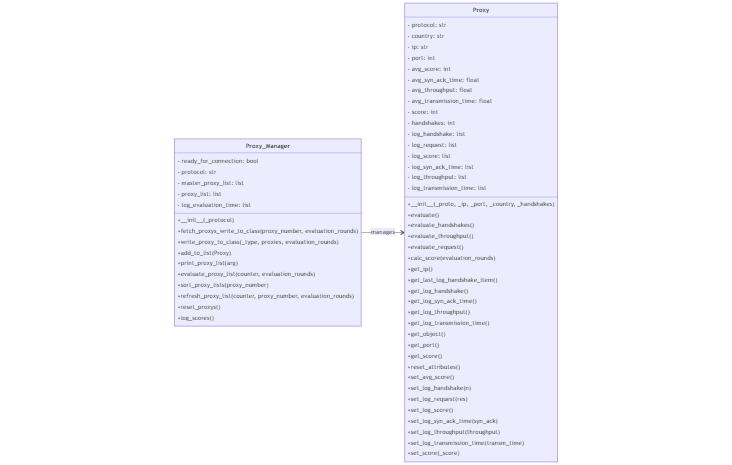 Proxy_Manager
- ready_for_connection: bool
- protocol: str
- master_proxy_list: list
- proxy_list: list
- log_evaluation_time: list
+__init__(_protocol)
+fetch_proxys_write_to_class(proxy_number, evaluation_rounds)
+write_proxy_to_class(_type, proxies, evaluation_rounds)
+add_to_list(Proxy)
+print_proxy_list(arg)
+evaluate_proxy_list(counter, evaluation_rounds)
+sort_proxy_lists(proxy_number)
+refresh_proxy_list(counter, proxy_number, evaluation_rounds)
+reset_proxys()
+log_scores()
manages
Proxy
- protocol: str
- country: str
- ip: str
- port: int
- avg_score: int
- avg_syn_ack_time: float
- avg_throughput: float
- avg_transmission_time: float
- score: int
- handshakes: int
- log_handshake: list
- log_request: list
- log_score: list
- log_syn_ack_time: list
- log_throughput: list
- log_transmission_time: list
+__init__(_proto, _ip, _port, _country, _handshakes)
+evaluate()
+evaluate_handshakes()
+evaluate_throughput()
+evaluate_request()
+calc_score(evaluation_rounds)
+get_ip()
+get_last_log_handshake_item()
+get_log_handshake()
+get_log_syn_ack_time()
+get_log_throughput()
+get_log_transmission_time()
+get_object()
+get_port()
+get_score()
+reset_attributes()
+set_avg_score()
+set_log_handshake(n)
+set_log_request(res)
+set_log_score()
+set_log_syn_ack_time(syn_ack)
+set_log_throughput(throughput)
+set_log_transmission_time(transm_time)
+set_score(_score)